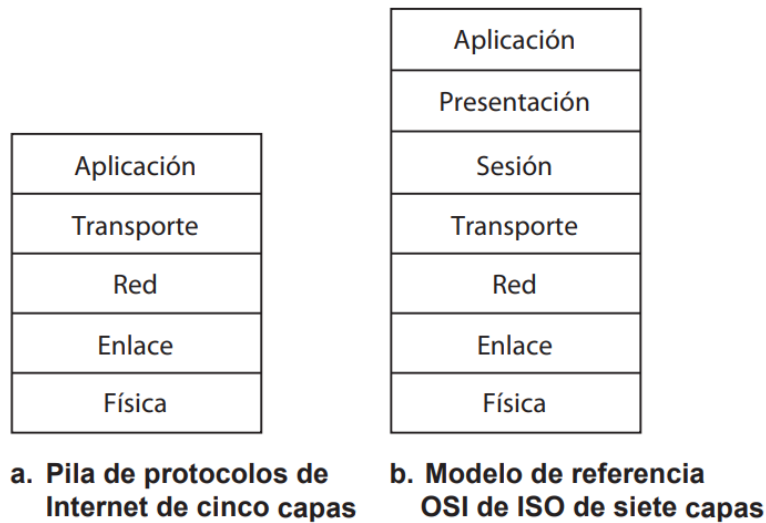 Aplicación
Transporte
Red
Enlace
Física
a. Pila de protocolos de
Internet de cinco capas
Aplicación
Presentación
Sesión
Transporte
Red
Enlace
Física
b. Modelo de referencia
OSI de ISO de siete capas